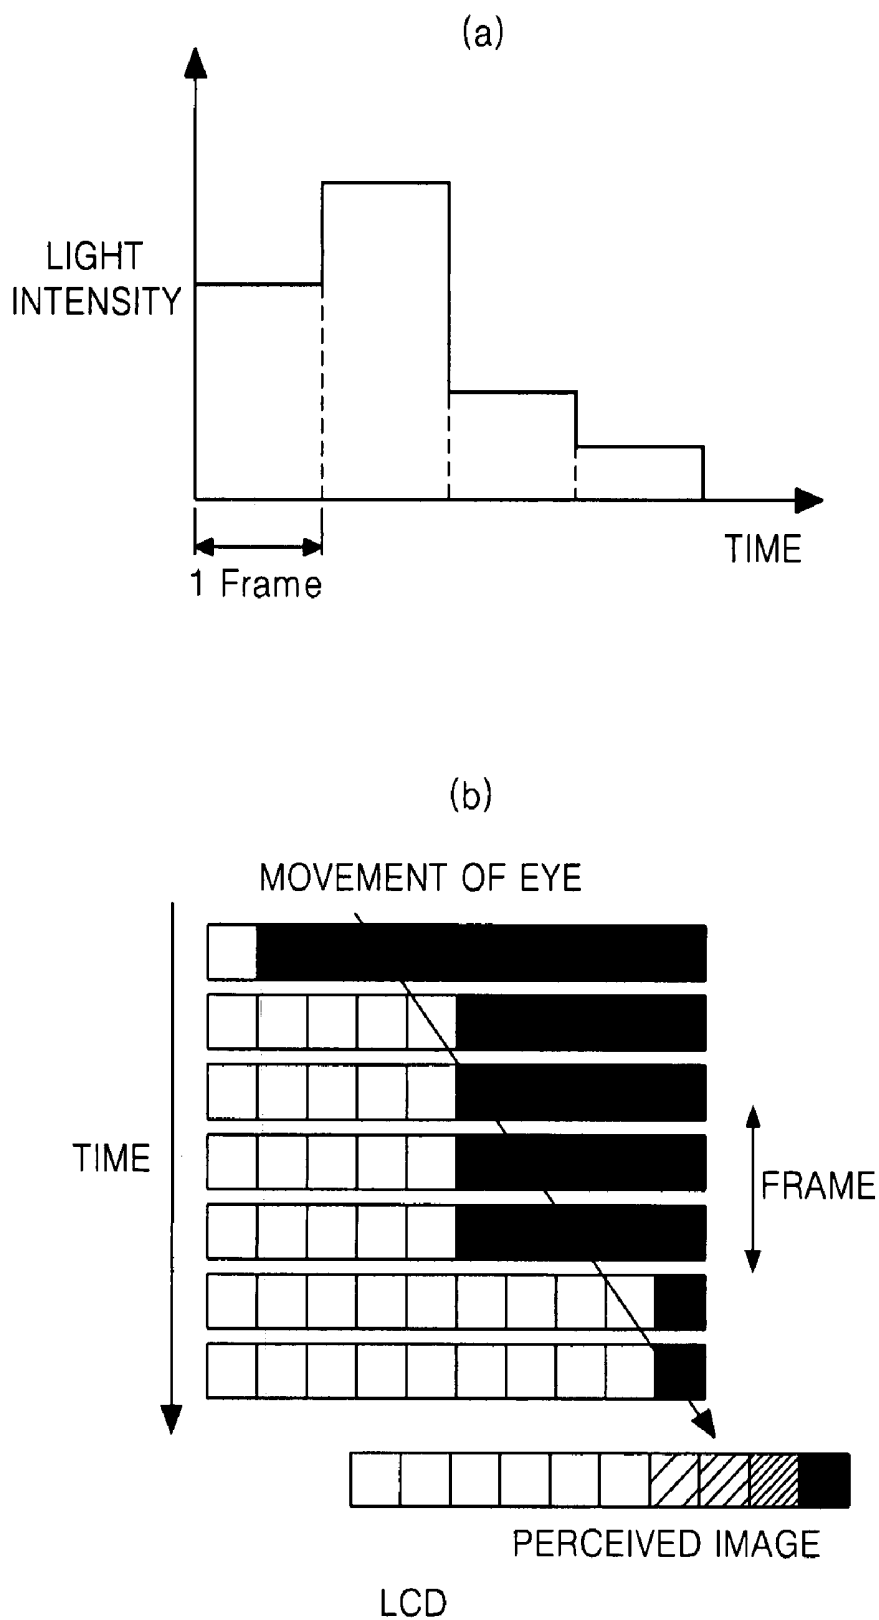 (a)
LIGHT
INTENSITY
TIME
1 Frame
(b)
MOVEMENT OF EYE
TIME
FRAME
PERCEIVED IMAGE
LCD